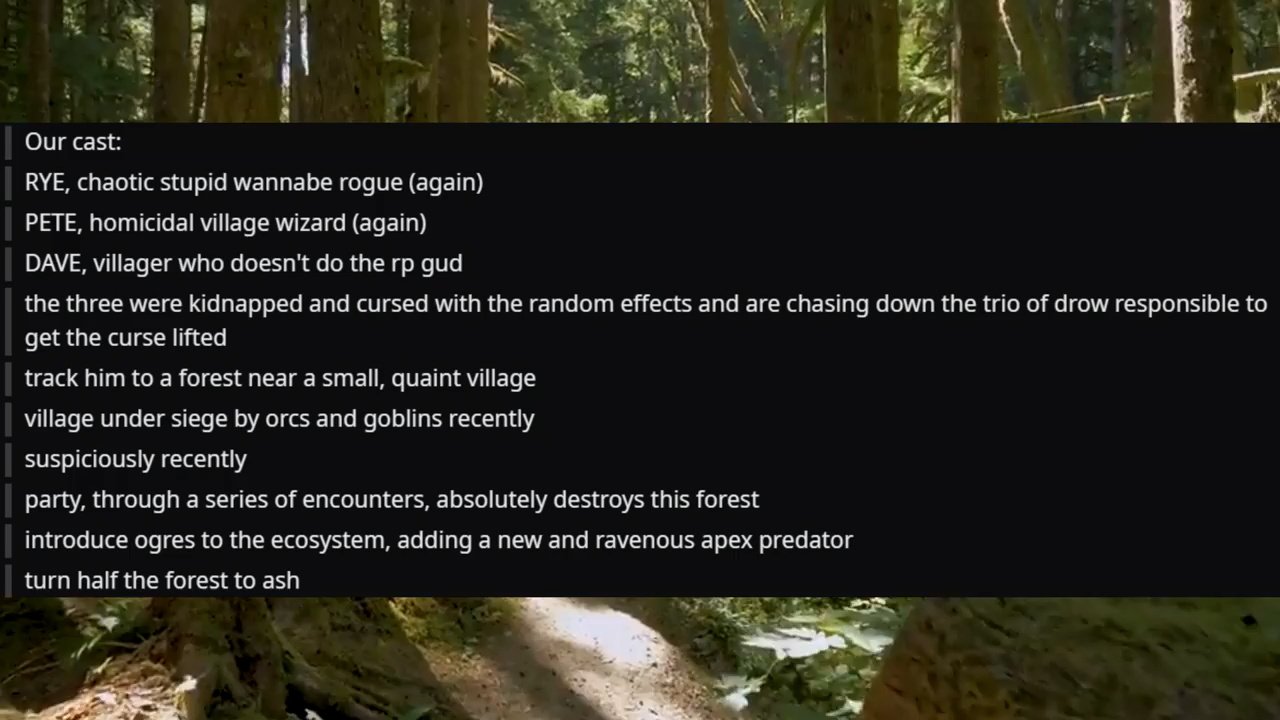 Our cast:
RYE, chaotic stupid wannabe rogue (again)
PETE, homicidal village wizard (again)
DAVE, villager who doesn't do the rp gud
the three were kidnapped and cursed with the random effects and are chasing down the trio of drow responsible to
get the curse lifted
track him to a forest near a small, quaint village
village under siege by orcs and goblins recently
suspiciously recently
party, through a series of encounters, absolutely destroys this forest
introduce ogres to the ecosystem, adding a new and ravenous apex predator
turn half the forest to ash